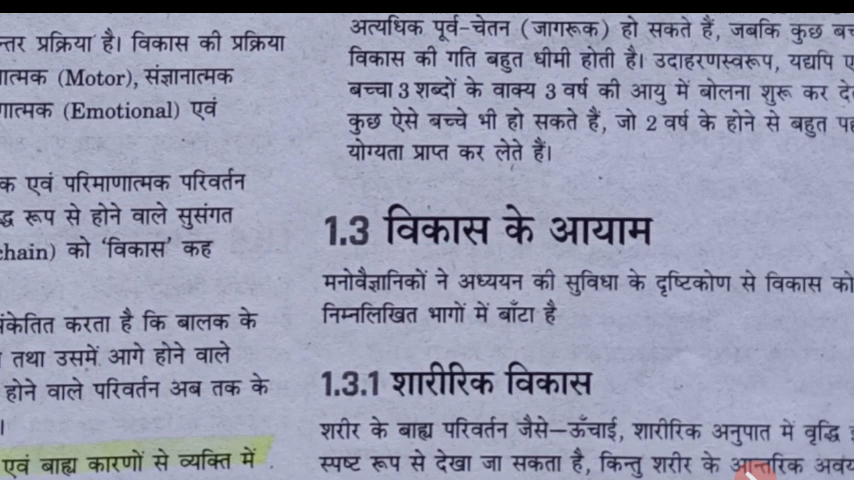 न्तर प्रक्रिया है। विकास की प्रक्रिया
ात्मक (Motor), संज्ञानात्मक
गात्मक (Emotional) एवं
क एवं परिमाणात्मक परिवर्तन
द्ध रूप से होने वाले सुसंगत
chain) को ‘विकास’ कह
ंकेतित करता है कि बालक के
तथा उसमें आगे होने वाले
होने वाले परिवर्तन अब तक के
।
एवं बाह्य कारणों से व्यक्ति में
अत्यधिक पूर्व-चेतन (जागरूक) हो सकते हैं, जबकि कुछ
विकास की गति बहुत धीमी होती है। उदाहरणस्वरूप, यद्यपि
बच्चा 3 शब्दों के वाक्य 3 वर्ष की आयु में बोलना शुरू कर
कुछ ऐसे बच्चे भी हो सकते हैं, जो 2 वर्ष के होने से बहुत
योग्यता प्राप्त कर लेते हैं।
1.3 विकास के आयाम
मनोवैज्ञानिकों ने अध्ययन की सुविधा के दृष्टिकोण से विकास को
निम्नलिखित भागों में बाँटा है
1.3.1 शारीरिक विकास
शरीर के बाह्य परिवर्तन जैसे—ऊँचाई, शारीरिक अनुपात में वृद्धि
स्पष्ट रूप से देखा जा सकता है, किन्तु शरीर के आन्तरिक अवय